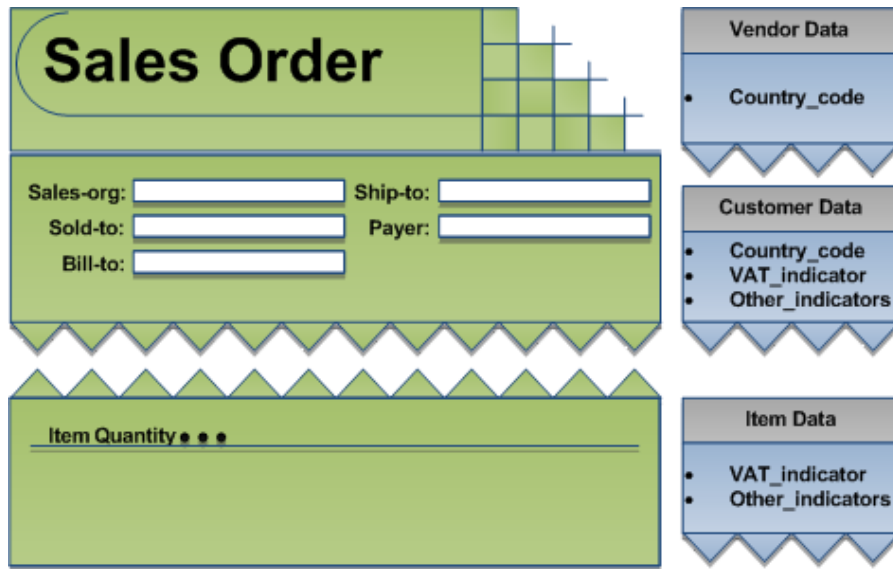 Sales Order
Sales-org:
Ship-to:
Sold-to:
Payer:
Bill-to:
Item Quantity • • •
Vendor Data
• Country_code
Customer Data
• Country_code
• VAT_indicator
• Other_indicators
Item Data
• VAT_indicator
• Other_indicators